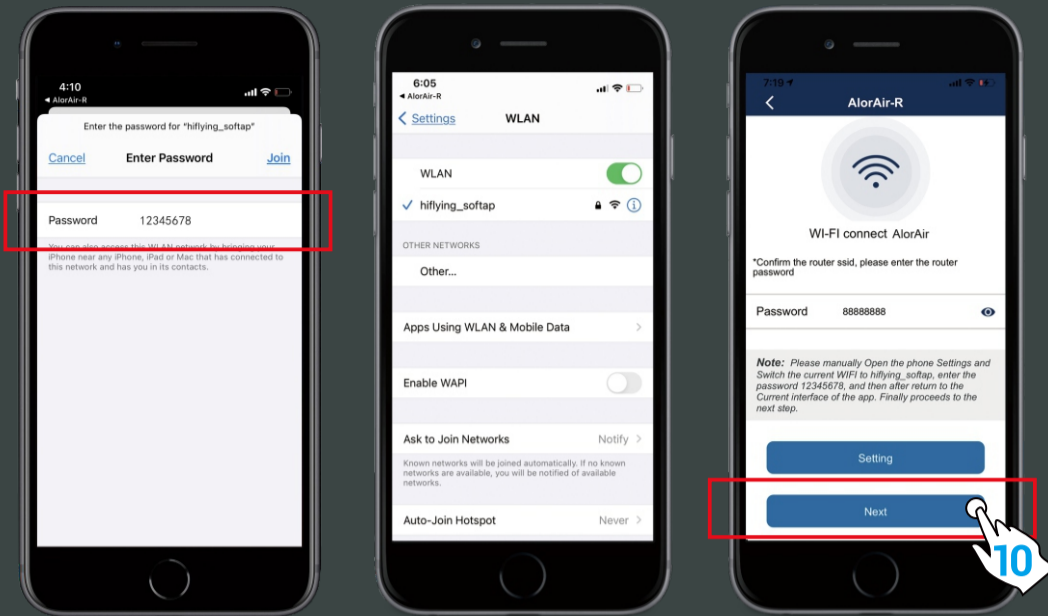 4:10
◀ AlorAir-R
Enter the password for "hiflying_softap"
Cancel Enter Password Join
Password 12345678
You can also access this WLAN network by bringing your
iPhone near any iPhone, iPad or Mac that has connected to
this network and has you in its contacts.
6:05
◀ AlorAir-R
Settings WLAN
WLAN
hiflying_softap
OTHER NETWORKS
Other...
Apps Using WLAN & Mobile Data
Enable WAPI
Ask to Join Networks Notify
Known networks will be joined automatically. If no known
networks are available, you will be notified of available
networks.
Auto-Join Hotspot Never
7:19
AlorAir-R
WI-FI connect AlorAir
*Confirm the router ssid, please enter the router
password
Password 88888888
Note: Please manually Open the phone Settings and
Switch the current WIFI to hiflying_softap, enter the
password 12345678, and then after return to the
Current interface of the app. Finally proceeds to the
next step.
Setting
Next
10